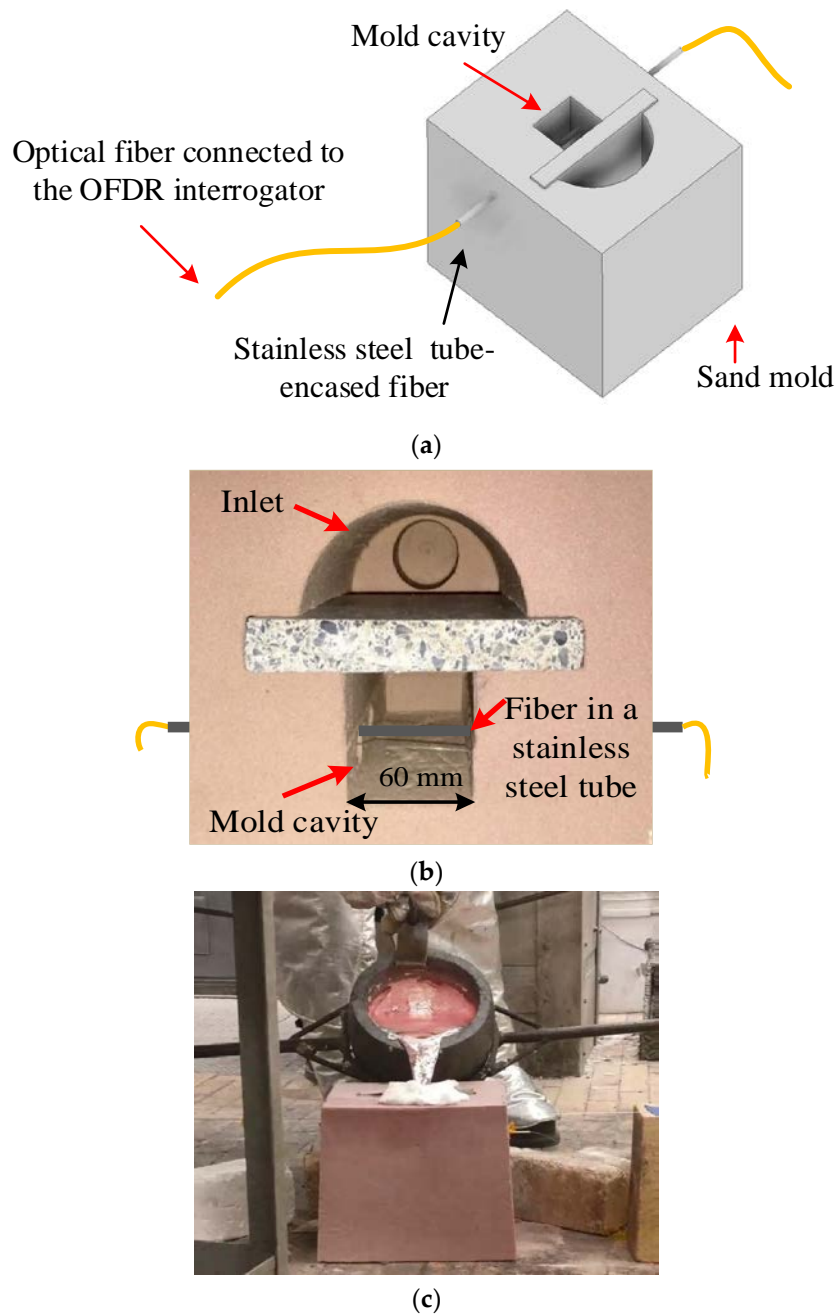 Mold cavity
Optical fiber connected to
the OFDR interrogator
Stainless steel tube-
encased fiber
Sand mold
(a)
Inlet
Fiber in a
stainless
steel tube
60 mm
Mold cavity
(b)
(c)